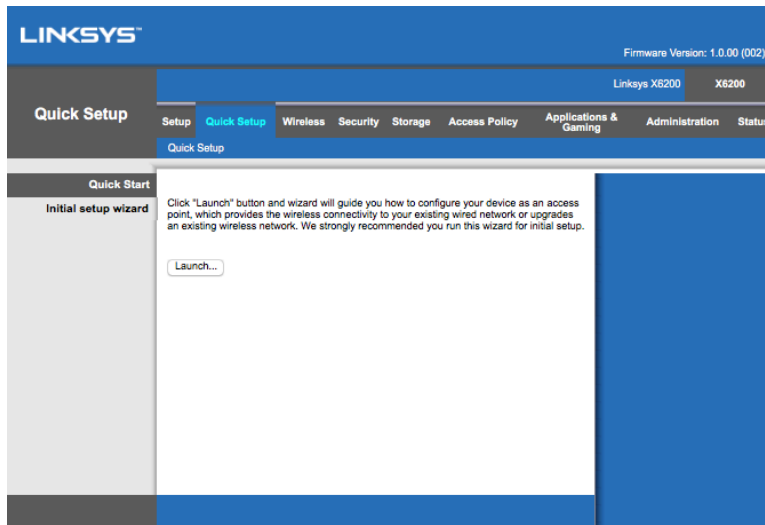 LINKSYS™
Firmware Version: 1.0.00 (002)
Linksys X6200 X6200
Quick Setup
Setup Quick Setup Wireless Security Storage Access Policy Applications & Gaming Administration Statu
Quick Setup
Quick Start
Initial setup wizard
Click "Launch" button and wizard will guide you how to configure your device as an access
point, which provides the wireless connectivity to your existing wired network or upgrades
an existing wireless network. We strongly recommended you run this wizard for initial setup.
Launch...